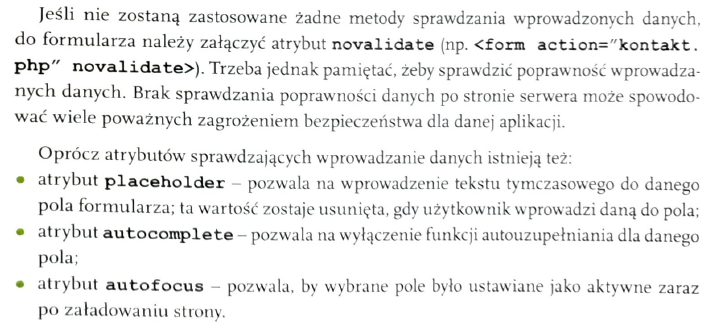 Jeśli nie zostaną zastosowane żadne metody sprawdzania wprowadzonych danych,
do formularza należy załączyć atrybut novalidate (np. <form action="kontakt.
php" novalidate>). Trzeba jednak pamiętać, żeby sprawdzić poprawność wprowadza-
nych danych. Brak sprawdzania poprawności danych po stronie serwera może spowodo-
wać wiele poważnych zagrożeniem bezpieczeństwa dla danej aplikacji.
Oprócz atrybutów sprawdzających wprowadzanie danych istnieją też:
• atrybut placeholder – pozwala na wprowadzenie tekstu tymczasowego do danego
pola formularza; ta wartość zostaje usunięta, gdy użytkownik wprowadzi daną do pola;
• atrybut autocomplete – pozwala na wyłączenie funkcji autouzupełniania dla danego
pola;
• atrybut autofocus – pozwala, by wybrane pole było ustawiane jako aktywne zaraz
po załadowaniu strony.